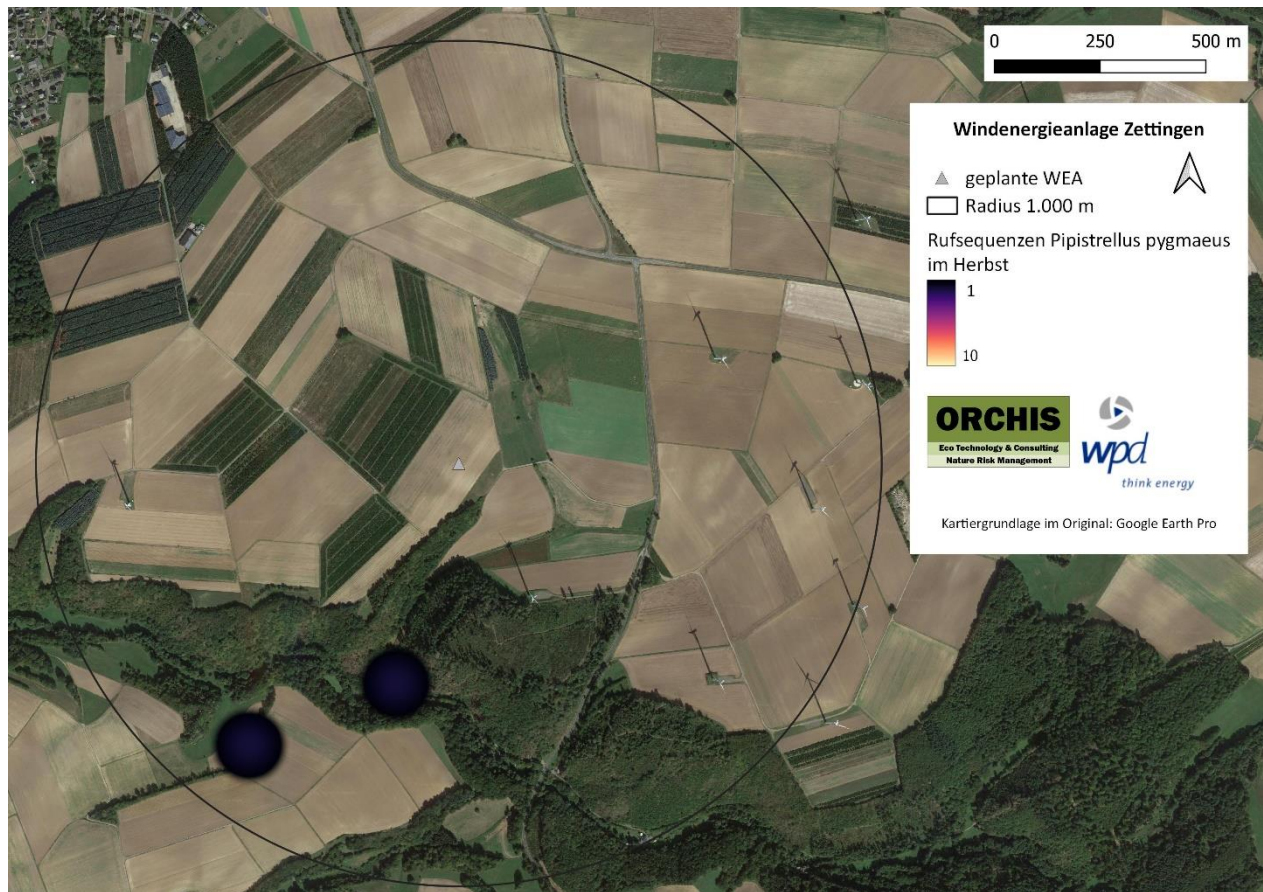 0 250 500 m
Windenergieanlage Zettingen
geplante WEA
Radius 1.000 m
Rufsequenzen Pipistrellus pygmaeus
im Herbst
1
10
ORCHIS
Eco Technology & Consulting
Nature Risk Management
wpd
think energy
Kartiergrundlage im Original: Google Earth Pro